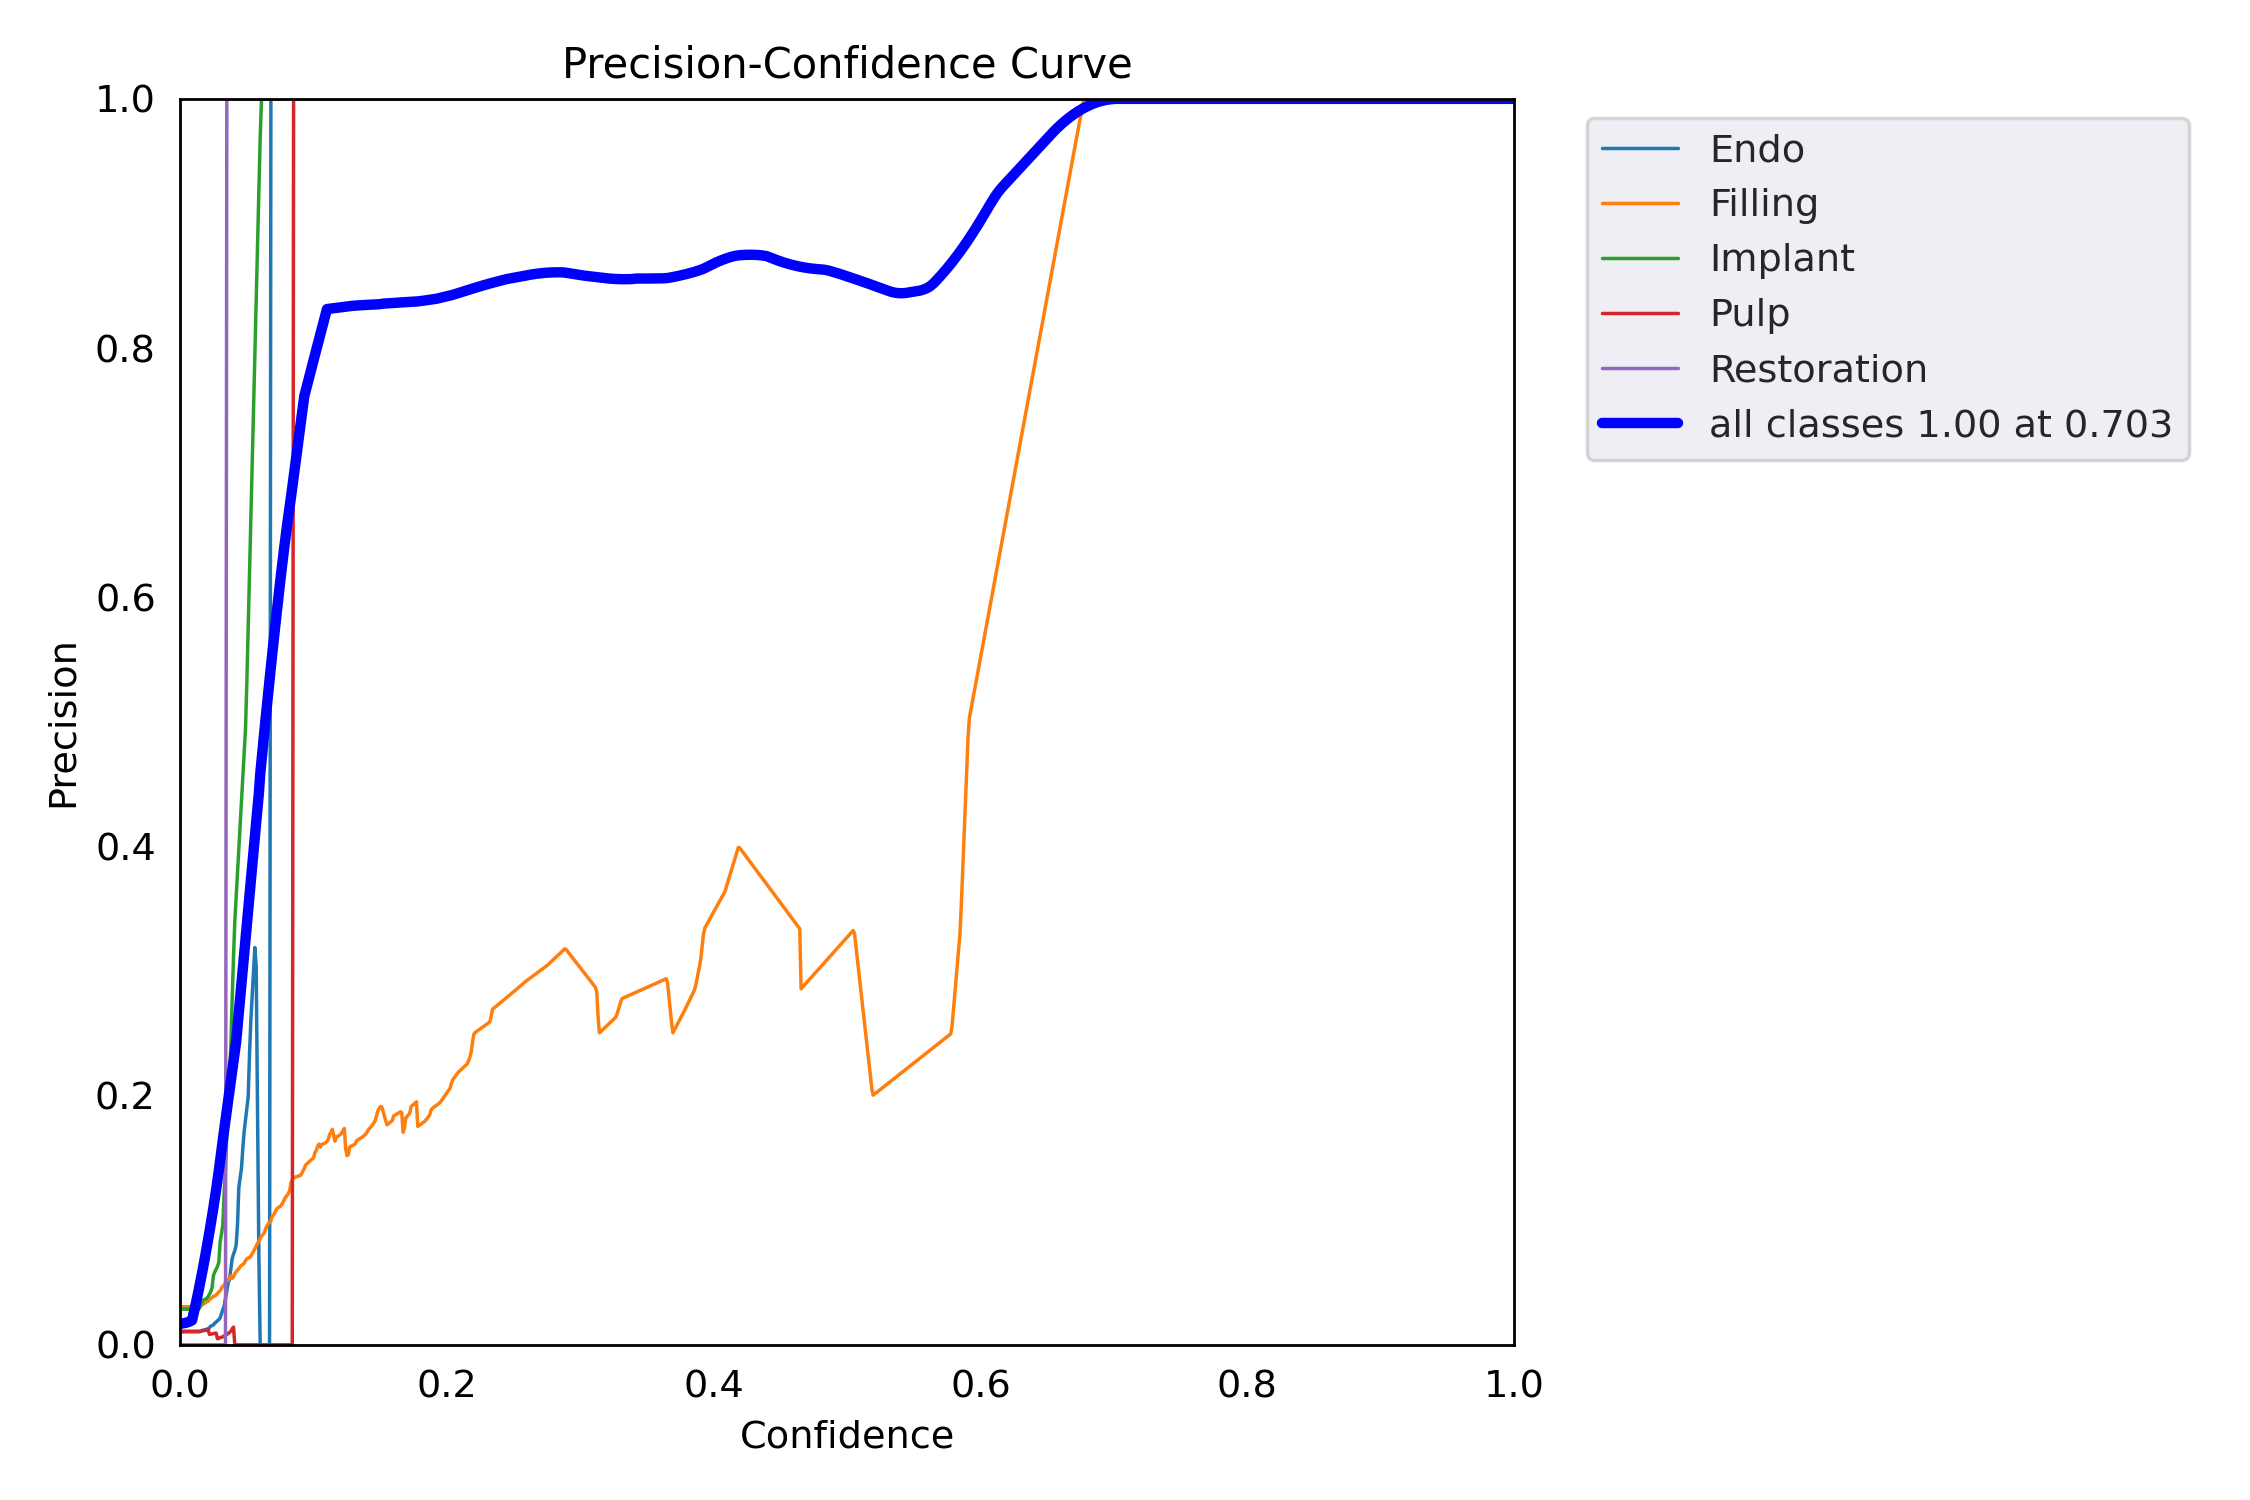 Precision-Confidence Curve
1.0
0.8
0.6
0.4
0.2
0.0
Precision
0.0 0.2 0.4 0.6 0.8 1.0
Confidence
Endo
Filling
Implant
Pulp
Restoration
all classes 1.00 at 0.703